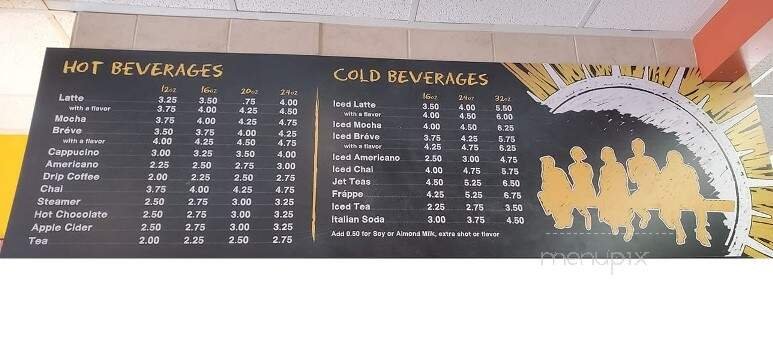 HOT BEVERAGES
12oz 16oz 20oz 24oz
Latte 3.25 3.50 .75 4.00
with a flavor 3.75 4.00 4.25 4.50
Mocha 3.75 4.00 4.25 4.75
Bréve 3.50 3.75 4.00 4.25
with a flavor 4.00 4.25 4.50 4.75
Cappucino 3.00 3.25 3.50 4.00
Americano 2.25 2.50 2.75 3.00
Drip Coffee 2.00 2.25 2.50 2.75
Chai 3.75 4.00 4.25 4.75
Steamer 2.50 2.75 3.00 3.25
Hot Chocolate 2.50 2.75 3.00 3.25
Apple Cider 2.50 2.75 3.00 3.25
Tea 2.00 2.25 2.50 2.75
COLD BEVERAGES
16oz 24oz 32oz
Iced Latte 3.50 4.00 5.50
with a flavor 4.00 4.50 6.00
Iced Mocha 4.00 4.50 6.25
Iced Bréve 3.75 4.25 5.75
with a flavor 4.25 4.75 6.25
Iced Americano 2.50 3.00 4.75
Iced Chai 4.00 4.75 5.75
Jet Teas 4.50 5.25 6.50
Fráppe 4.25 5.25 6.75
Iced Tea 2.25 2.75 3.50
Italian Soda 3.00 3.75 4.50
Add 0.50 for Soy or Almond Milk, extra shot or flavor
menupix